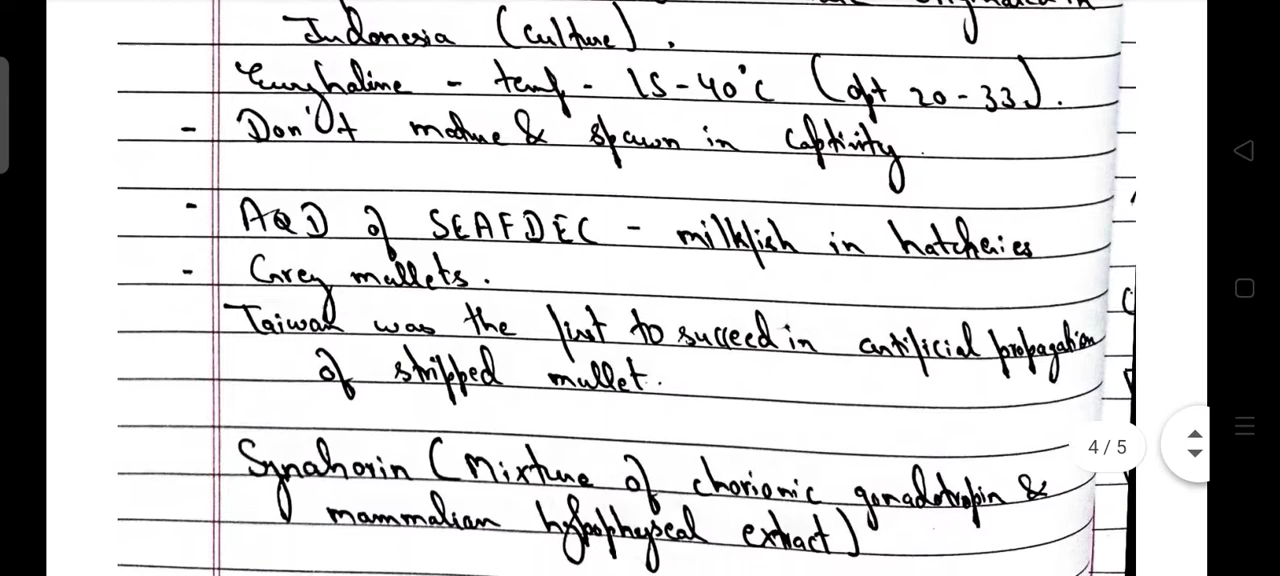 Indonesia (culture).
Euryhaline - temp - 15-40°C (opt 20-33).
- Don't mature & spawn in captivity.
- AQD of SEAFDEC - milkfish in hatcheries
- Grey mullets.
Taiwan was the first to succeed in artificial propagation
of stripped mullet.
4/5
Synahorin (Mixture of chorionic gonadotropin &
mammalian hypophyseal extract)